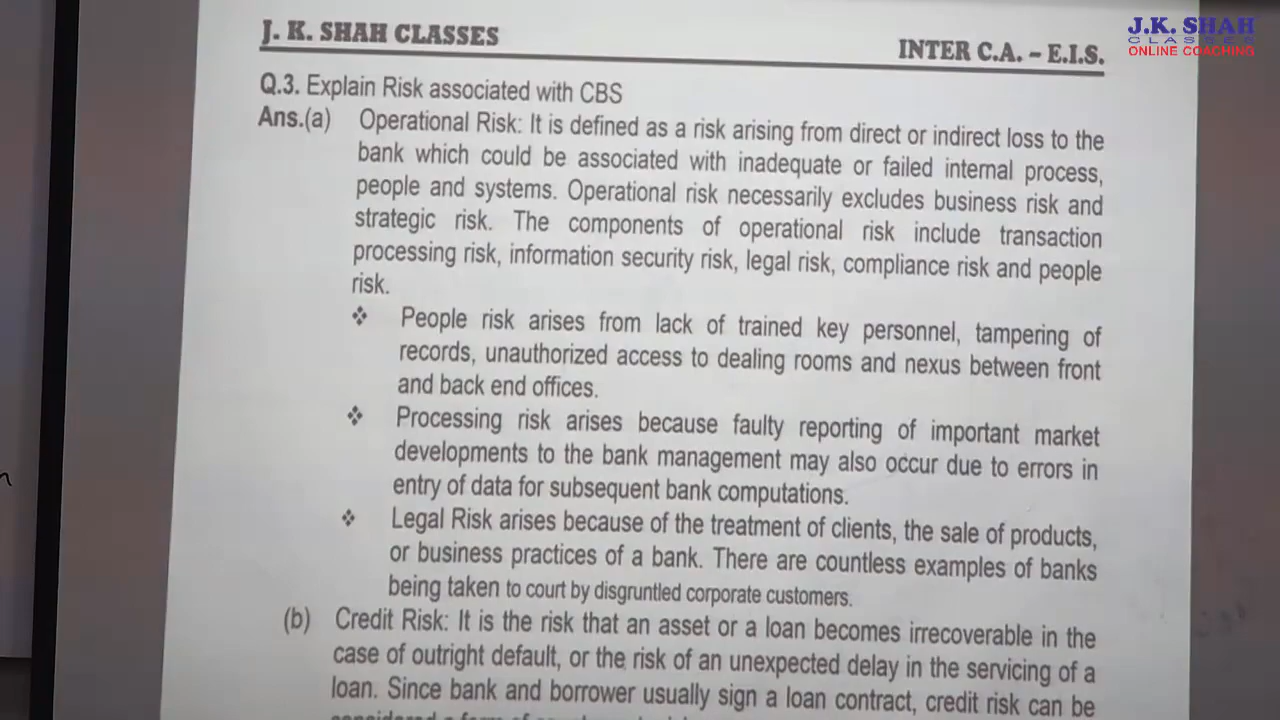 J. K. SHAH CLASSES
INTER C.A. – E.I.S.
J.K. SHAH
CLASSES
ONLINE COACHING
Q.3. Explain Risk associated with CBS
Ans.(a) Operational Risk: It is defined as a risk arising from direct or indirect loss to the
bank which could be associated with inadequate or failed internal process,
people and systems. Operational risk necessarily excludes business risk and
strategic risk. The components of operational risk include transaction
processing risk, information security risk, legal risk, compliance risk and people
risk.
❖ People risk arises from lack of trained key personnel, tampering of
records, unauthorized access to dealing rooms and nexus between front
and back end offices.
❖ Processing risk arises because faulty reporting of important market
developments to the bank management may also occur due to errors in
entry of data for subsequent bank computations.
❖ Legal Risk arises because of the treatment of clients, the sale of products,
or business practices of a bank. There are countless examples of banks
being taken to court by disgruntled corporate customers.
(b) Credit Risk: It is the risk that an asset or a loan becomes irrecoverable in the
case of outright default, or the risk of an unexpected delay in the servicing of a
loan. Since bank and borrower usually sign a loan contract, credit risk can be